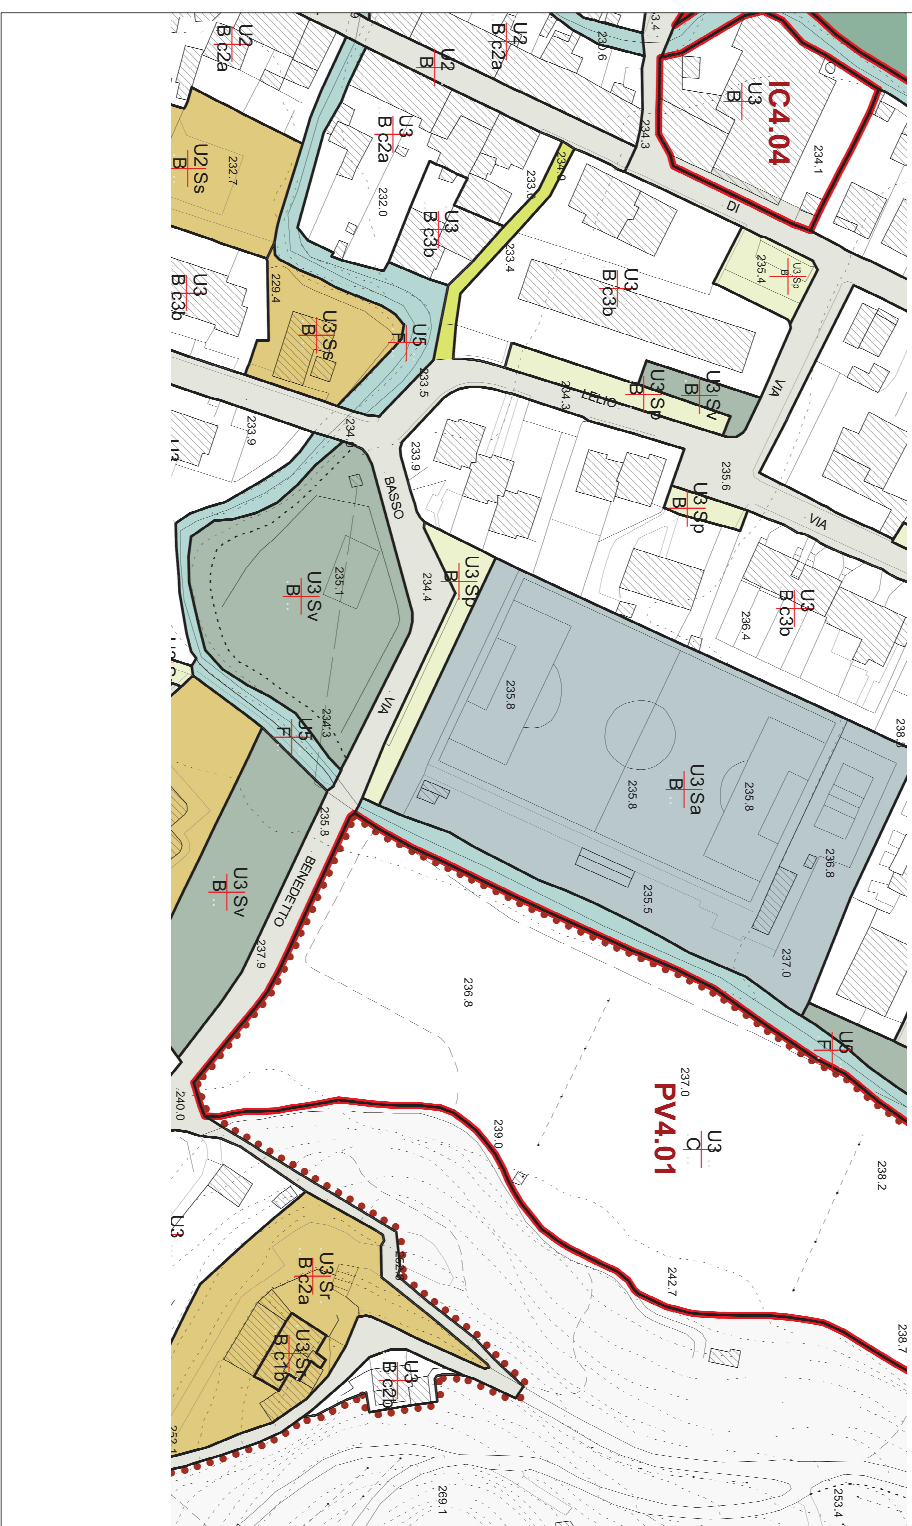 U2
B c2a
U2
B c2a
U2
B
230.6
234.3
U3
B
IC4.04
234.1
U3
B c2a
U2 Ss
B
232.7
232.0
234.9
233.4
DI
U3
B c3b
U3 Sp
B
235.4
U3
B c3b
229.4
U3
B c3b
U3 Ss
B
U5
F
233.5
VIA
LELIO
234.3
U3 Sp
B
U3 Sv
B
233.9
233.9
235.6
BASSO
U3 Sp
B
VIA
234.4
U3 Sp
B
235.1
U3 Sv
B
U3
B c3b
236.4
235.8
VIA
234.3
U5
F
235.8
U3 Sa
B
235.8
235.8
236.8
BENEDETTO
U3 Sv
B
235.5
237.9
237.0
236.8
U5
F
240.0
237.0
PV4.01
U3
C
239.0
238.2
U3
242.7
238.7
U3 Sr
B c2a
U3 Sr
B c1b
U3
B c2b
269.1
253.4